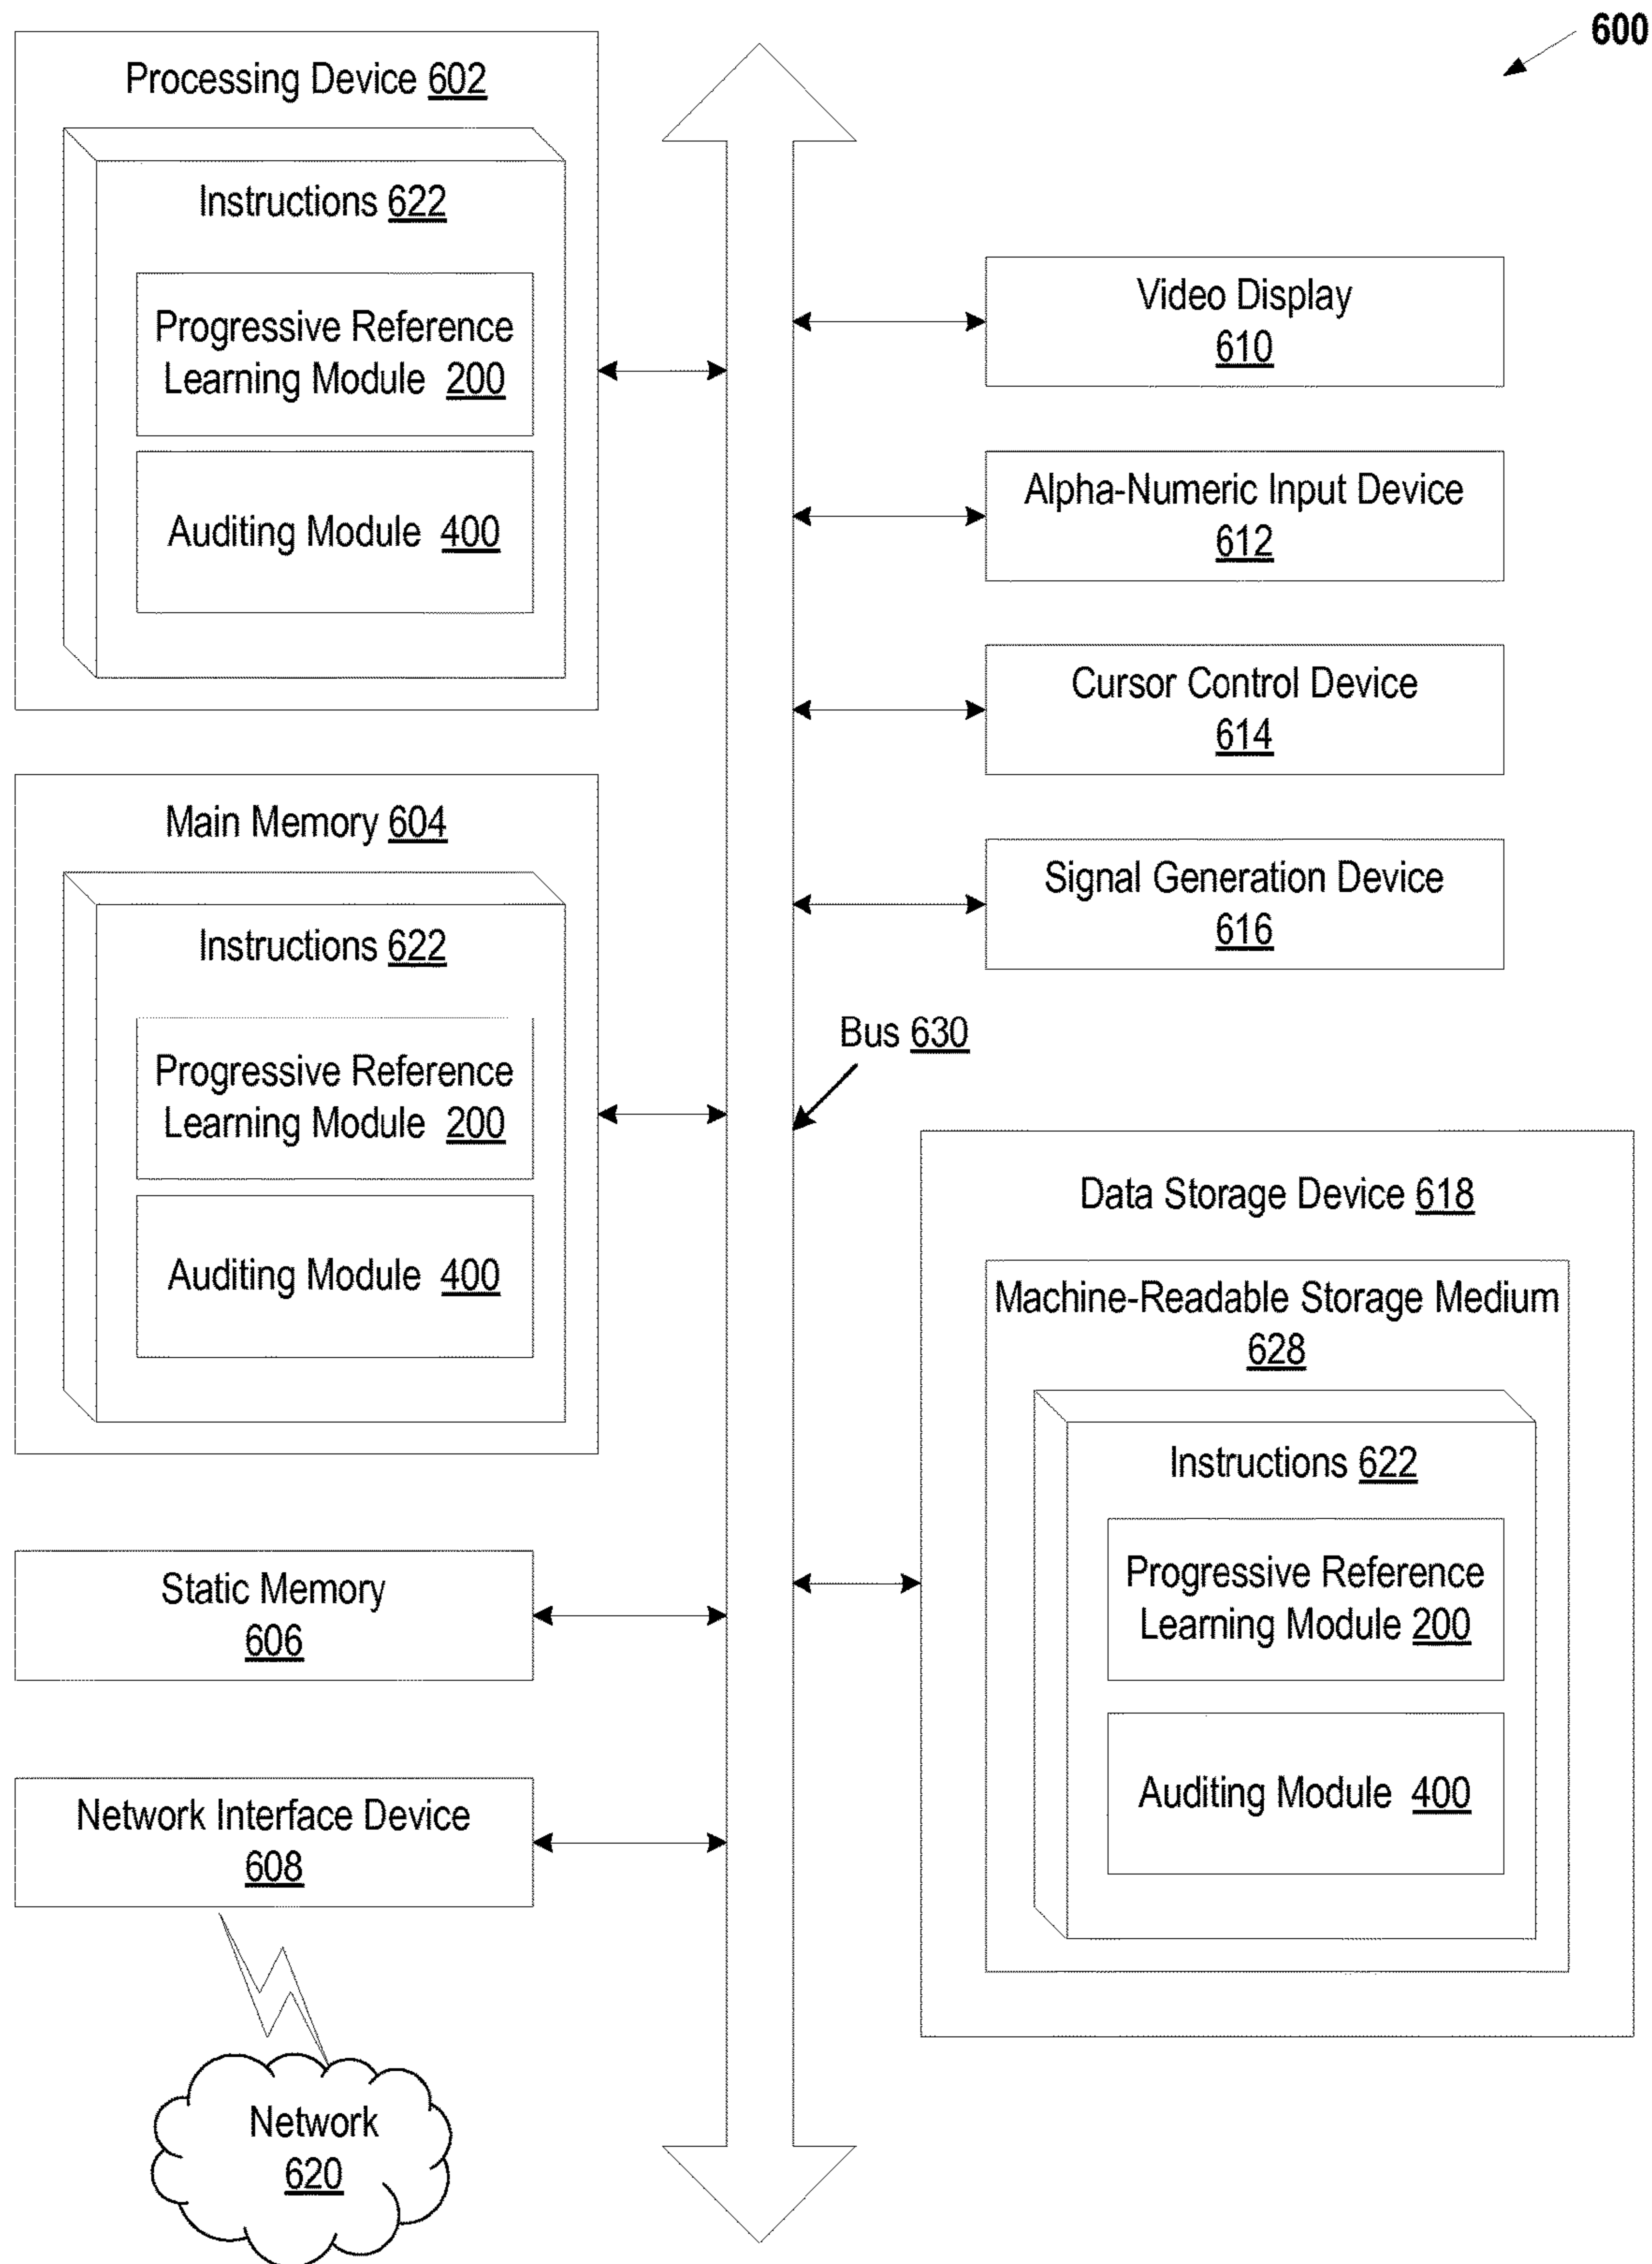 600
Processing Device 602
Instructions 622
Progressive Reference
Learning Module 200
Auditing Module 400
Main Memory 604
Instructions 622
Progressive Reference
Learning Module 200
Auditing Module 400
Static Memory
606
Network Interface Device
608
Network
620
Video Display
610
Alpha-Numeric Input Device
612
Cursor Control Device
614
Signal Generation Device
616
Bus 630
Data Storage Device 618
Machine-Readable Storage Medium
628
Instructions 622
Progressive Reference
Learning Module 200
Auditing Module 400